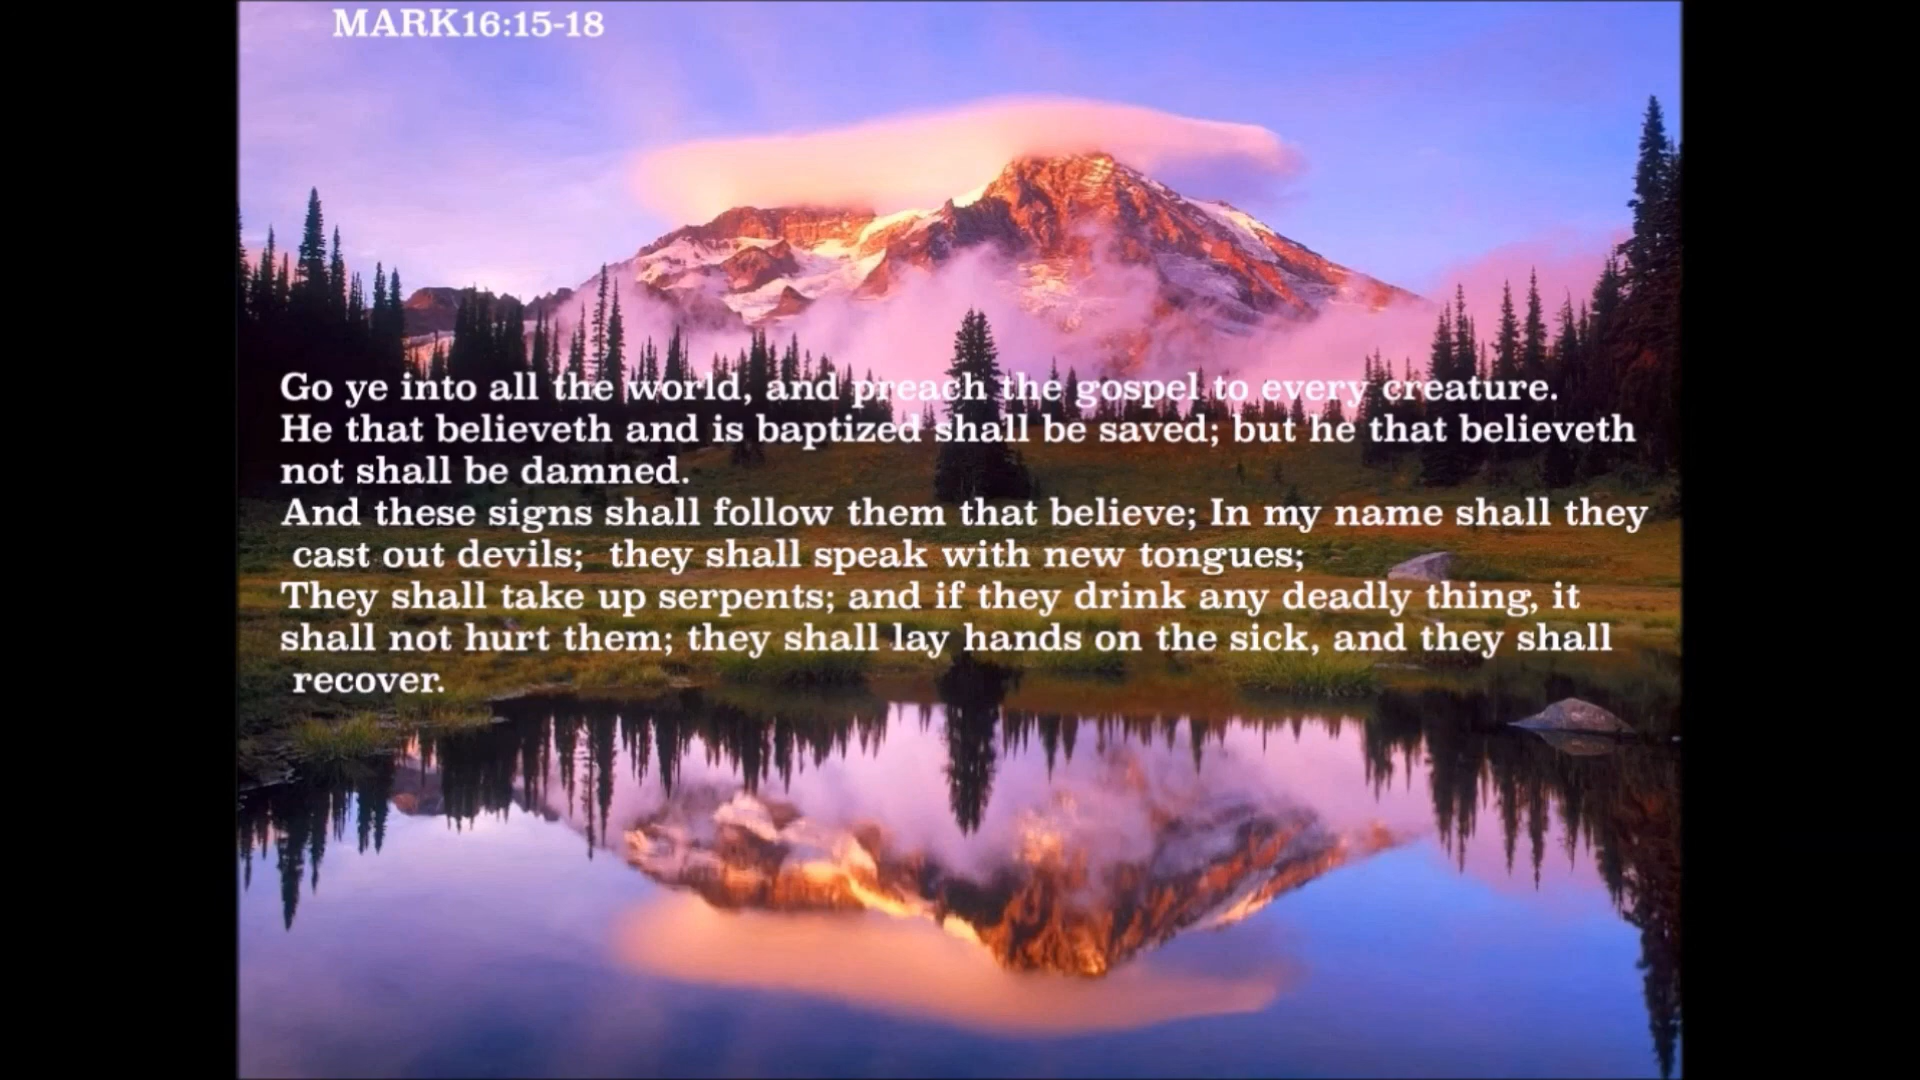 MARK16:15-18
Go ye into all the world, and preach the gospel to every creature.
He that believeth and is baptized shall be saved; but he that believeth
not shall be damned.
And these signs shall follow them that believe; In my name shall they
cast out devils; they shall speak with new tongues;
They shall take up serpents; and if they drink any deadly thing, it
shall not hurt them; they shall lay hands on the sick, and they shall
recover.